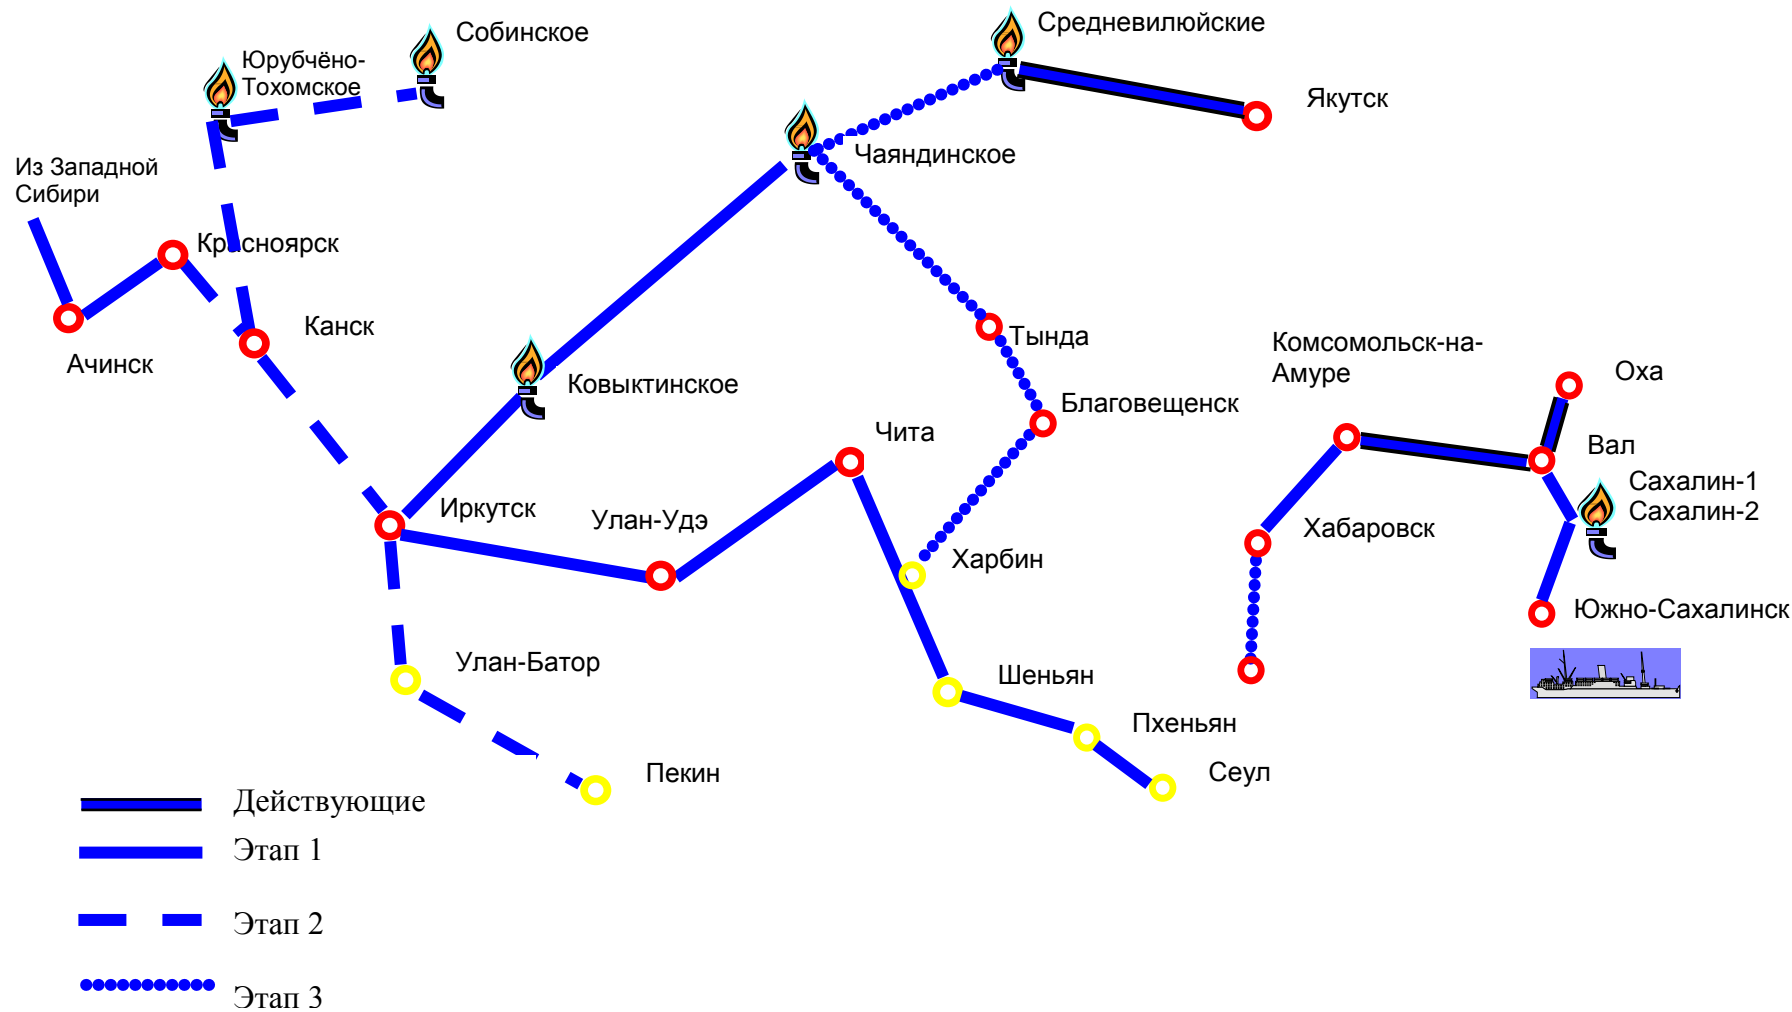 Собинское
Средневилюйские
Юрубчёно-
Тохомское
Якутск
Чаяндинское
Из Западной
Сибири
Красноярск
Канск
Тында
Ачинск
Ковыктинское
Комсомольск-на-
Амуре
Оха
Благовещенск
Чита
Вал
Сахалин-1
Сахалин-2
Иркутск
Улан-Удэ
Хабаровск
Харбин
Южно-Сахалинск
Улан-Батор
Шеньян
Пхеньян
Пекин
Сеул
Действующие
Этап 1
Этап 2
Этап 3